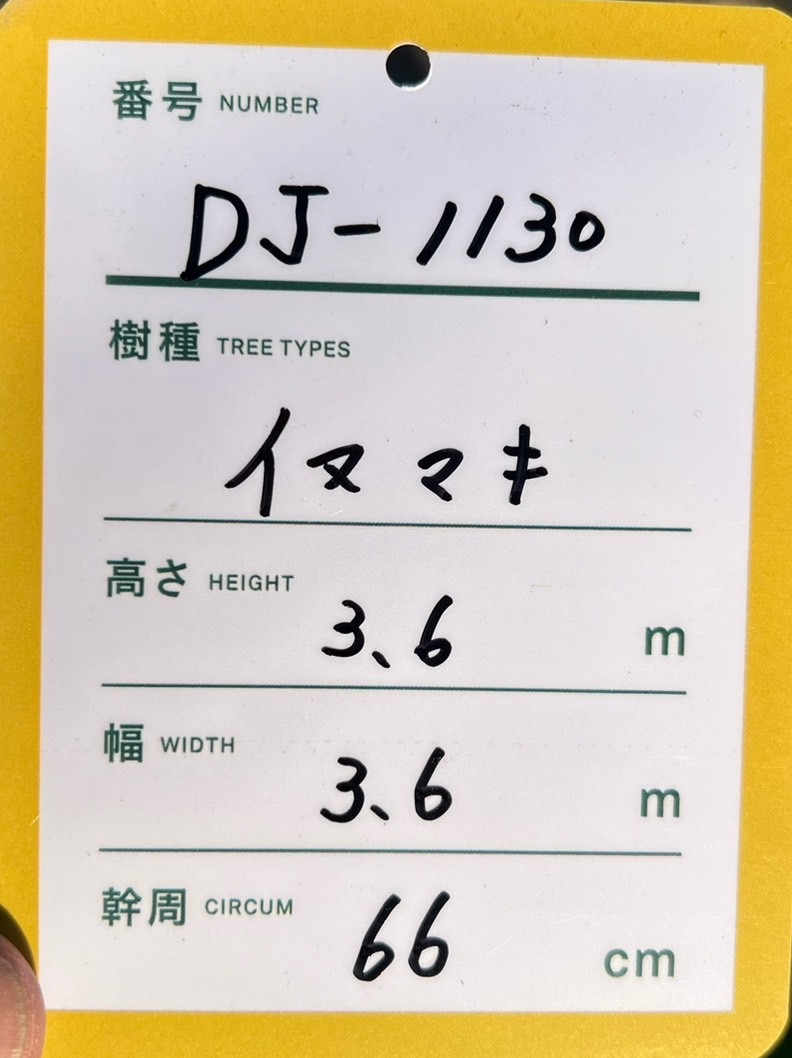 番号 NUMBER
DJ-1130
樹種 TREE TYPES
イヌマキ
高さ HEIGHT
3、6 m
幅 WIDTH
3、6 m
幹周 CIRCUM
66 cm